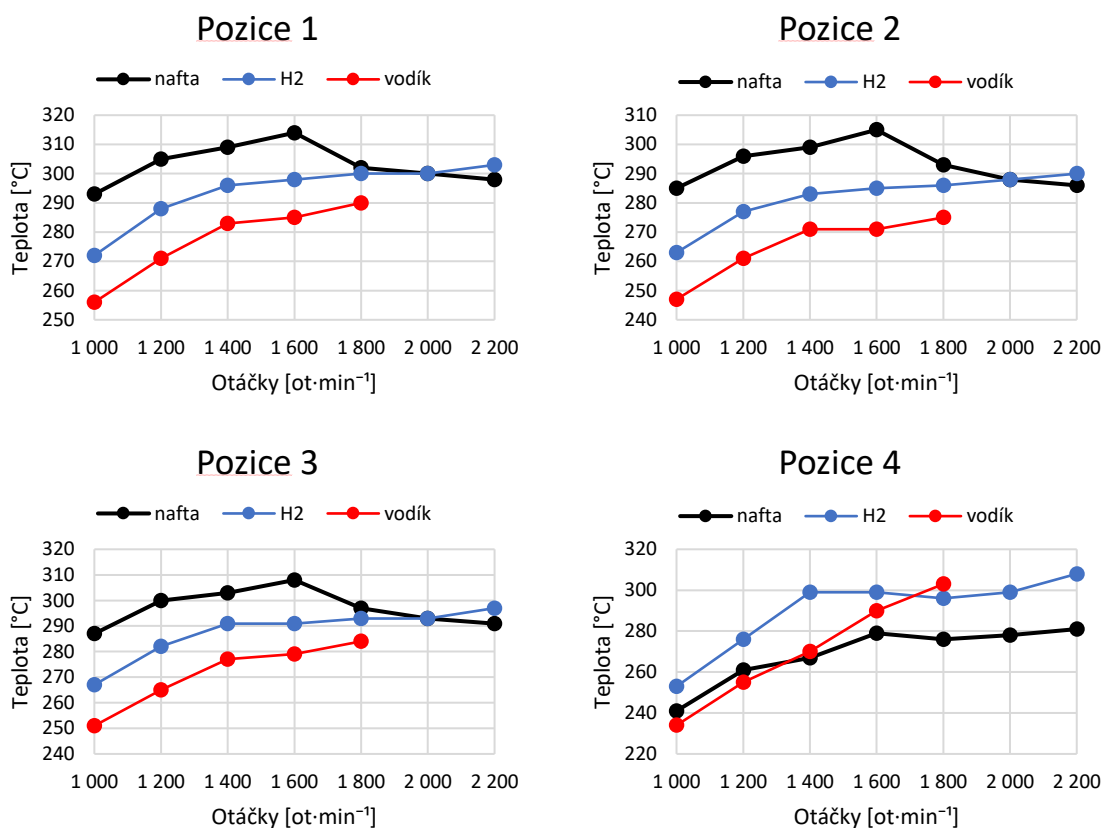 Pozice 1
nafta H2 vodík
320
310
300
290
280
270
260
250
Teplota [°C]
1 000 1 200 1 400 1 600 1 800 2 000 2 200
Otáčky [ot·min⁻¹]
Pozice 2
nafta H2 vodík
320
310
300
290
280
270
260
250
240
Teplota [°C]
1 000 1 200 1 400 1 600 1 800 2 000 2 200
Otáčky [ot·min⁻¹]
Pozice 3
nafta H2 vodík
320
310
300
290
280
270
260
250
240
Teplota [°C]
1 000 1 200 1 400 1 600 1 800 2 000 2 200
Otáčky [ot·min⁻¹]
Pozice 4
nafta H2 vodík
320
300
280
260
240
220
Teplota [°C]
1 000 1 200 1 400 1 600 1 800 2 000 2 200
Otáčky [ot·min⁻¹]